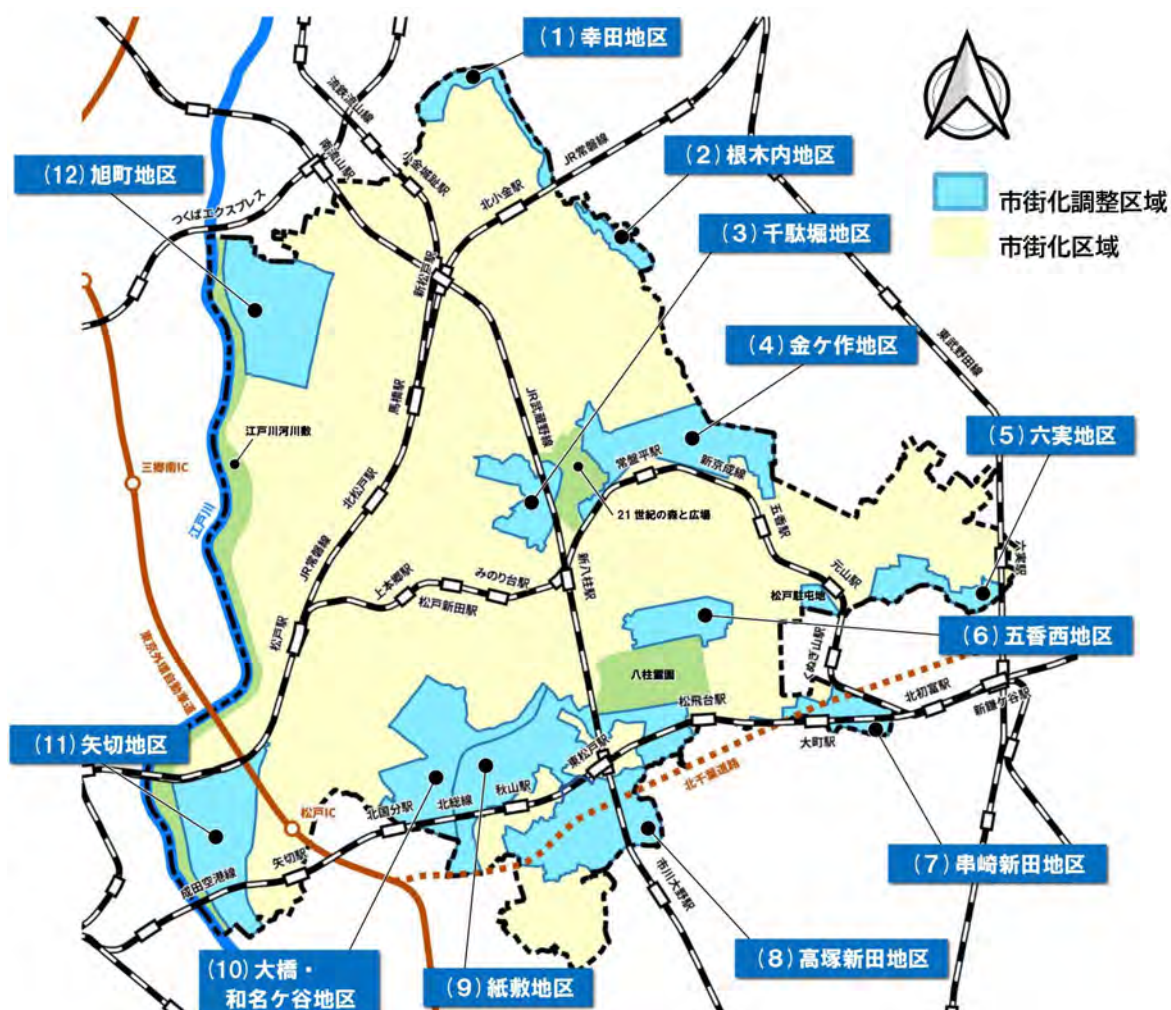 (1)幸田地区
(2)根木内地区
(12)旭町地区
(3)千駄堀地区
市街化調整区域
市街化区域
(4)金ケ作地区
(5)六実地区
(6)五香西地区
(11)矢切地区
(7)串崎新田地区
(8)高塚新田地区
(9)紙敷地区
(10)大橋・
和名ケ谷地区
流鉄流山線
小金城趾駅
南流山駅
つくばエクスプレス
JR常磐線
北小金駅
新松戸駅
東武野田線
馬橋駅
JR武蔵野線
江戸川河川敷
三郷南IC
江戸川
北松戸駅
常盤平駅
新京成線
五香駅
21世紀の森と広場
JR常磐線
上本郷駅
松戸新田駅
みのり台駅
新八柱駅
元山駅
六実駅
松戸駐屯地
くぬぎ山駅
松戸駅
東京外環自動車道
八柱霊園
松飛台駅
北初富駅
新鎌ケ谷駅
大町駅
東松戸駅
北千葉道路
秋山駅
北総線
北国分駅
松戸IC
矢切駅
成田空港線
市川大野駅